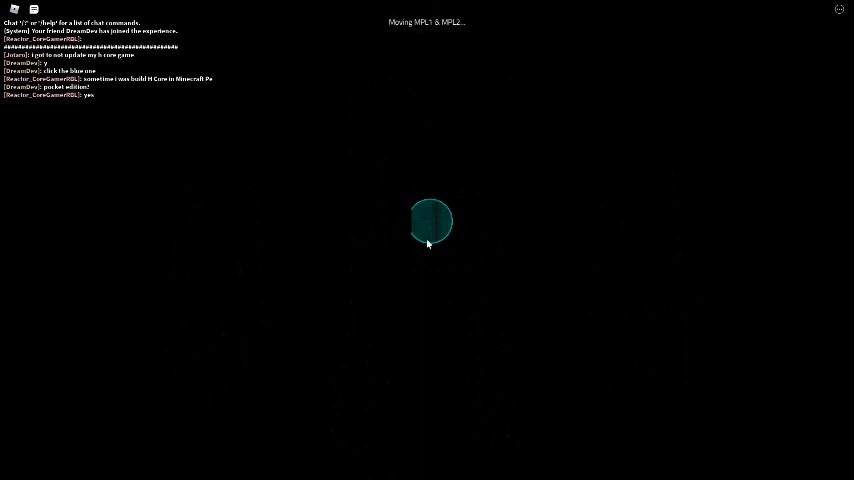 Moving MPL1 & MPL2...
Chat '/?' or '/help' for a list of chat commands.
{System} Your friend DreamDev has joined the experience.
[Reactor_CoreGamerRBL]:
##################################################
[Jotaro]: i got to not update my h core game
[DreamDev]: y
[DreamDev]: click the blue one
[Reactor_CoreGamerRBL]: sometime i was build H Core in Minecraft Pe
[DreamDev]: pocket edition?
[Reactor_CoreGamerRBL]: yes